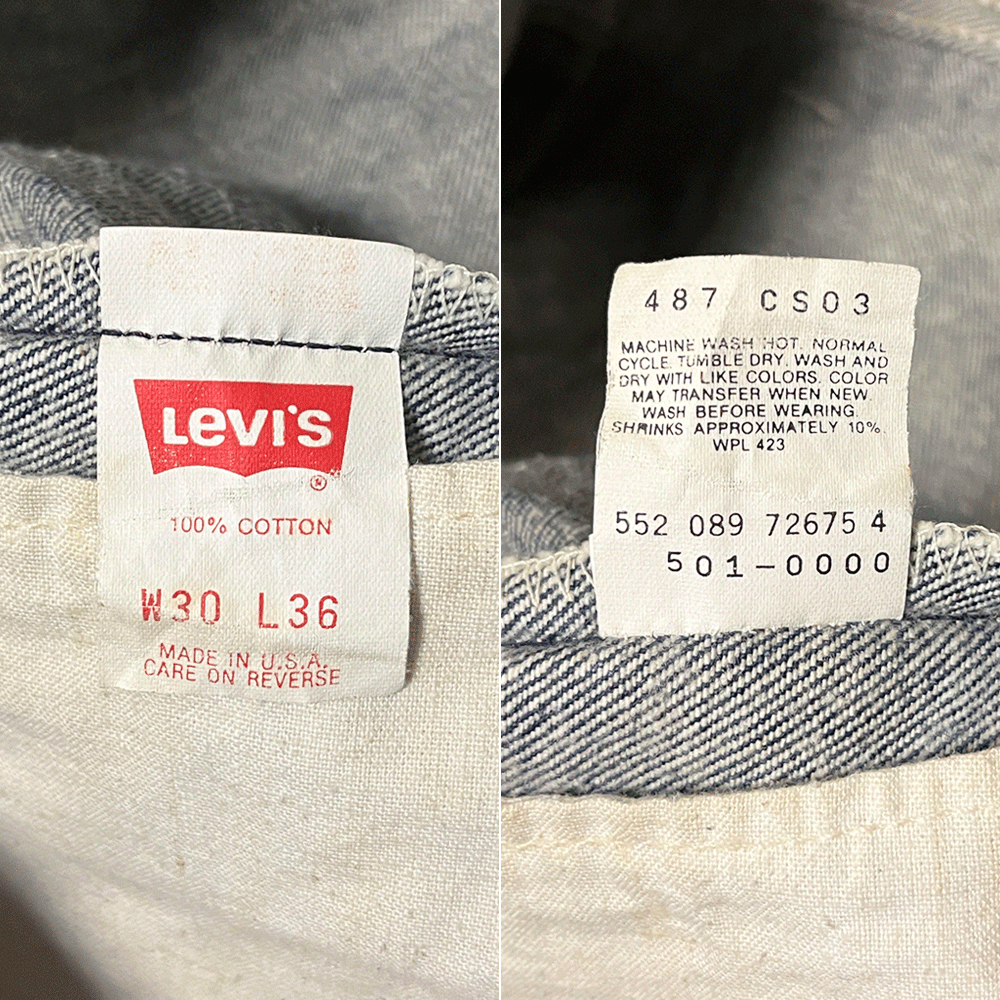 Levi's
®
100% COTTON
W30 L36
MADE IN U.S.A.
CARE ON REVERSE
487 CS03
MACHINE WASH HOT. NORMAL
CYCLE. TUMBLE DRY. WASH AND
DRY WITH LIKE COLORS. COLOR
MAY TRANSFER WHEN NEW.
WASH BEFORE WEARING.
SHRINKS APPROXIMATELY 10%.
WPL 423
552 089 72675 4
501-0000